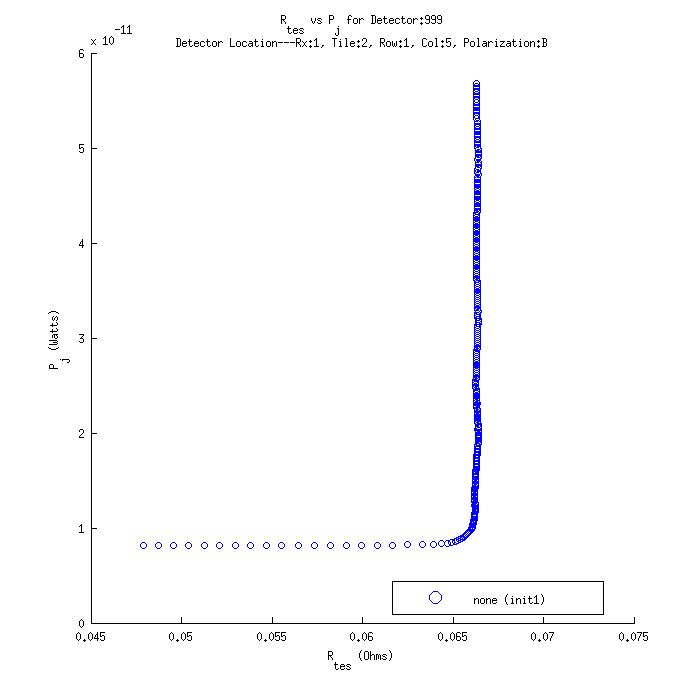 R_tes vs P_j for Detector:999
Detector Location---Rx:1, Tile:2, Row:1, Col:5, Polarization:B
x 10^-11
6
5
4
3
2
1
0
P_j (Watts)
none (init1)
0.045 0.05 0.055 0.06 0.065 0.07 0.075
R_tes (Ohms)